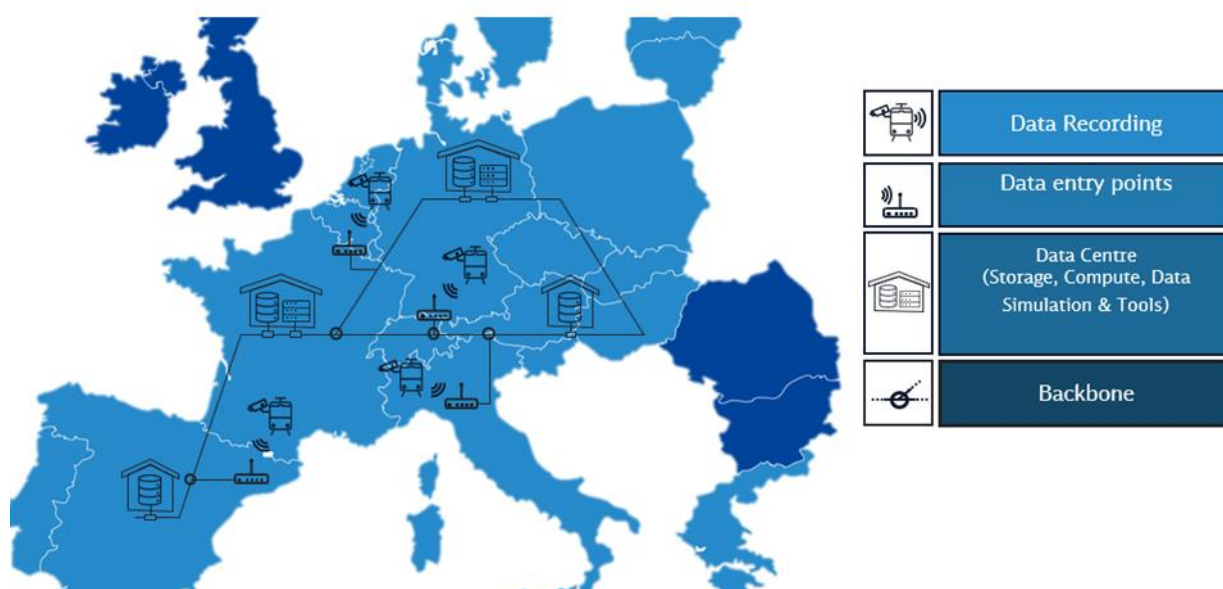 Data Recording
Data entry points
Data Centre
(Storage, Compute, Data
Simulation & Tools)
Backbone